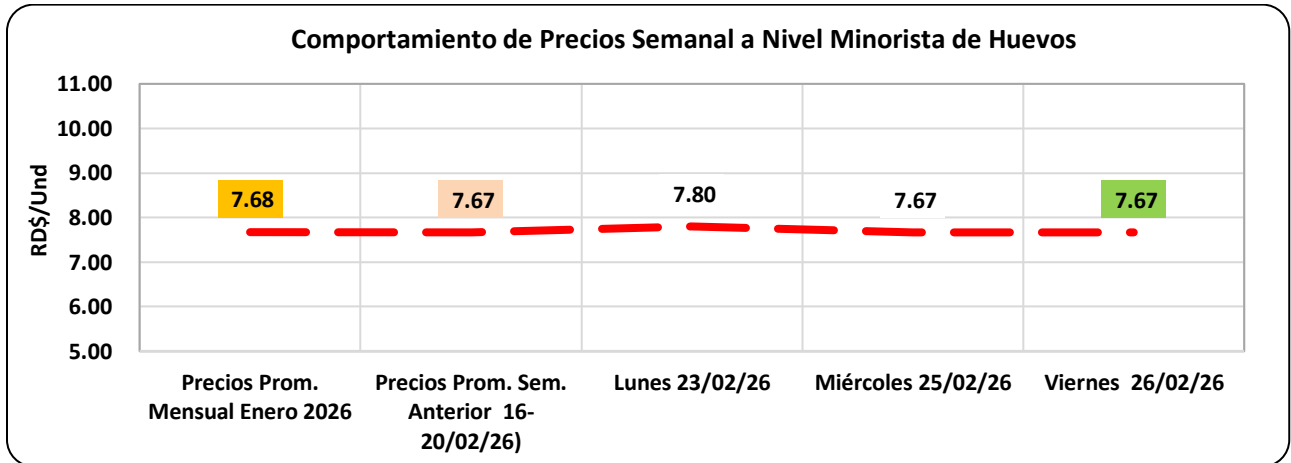 Comportamiento de Precios Semanal a Nivel Minorista de Huevos
RD$/Und
11.00
10.00
9.00
8.00
7.00
6.00
5.00
7.68
7.67
7.80
7.67
7.67
Precios Prom.
Mensual Enero 2026
Precios Prom. Sem.
Anterior 16-
20/02/26)
Lunes 23/02/26
Miércoles 25/02/26
Viernes 26/02/26